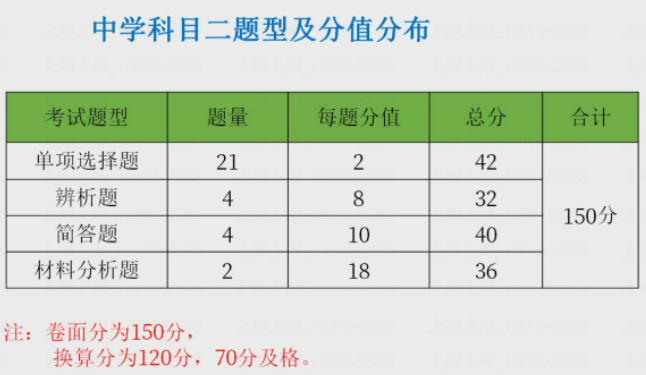 中学科目二题型及分值分布
考试题型 题量 每题分值 总分 合计
单项选择题 21 2 42
辨析题 4 8 32
150分
简答题 4 10 40
材料分析题 2 18 36
注：卷面分为150分，
换算分为120分，70分及格。